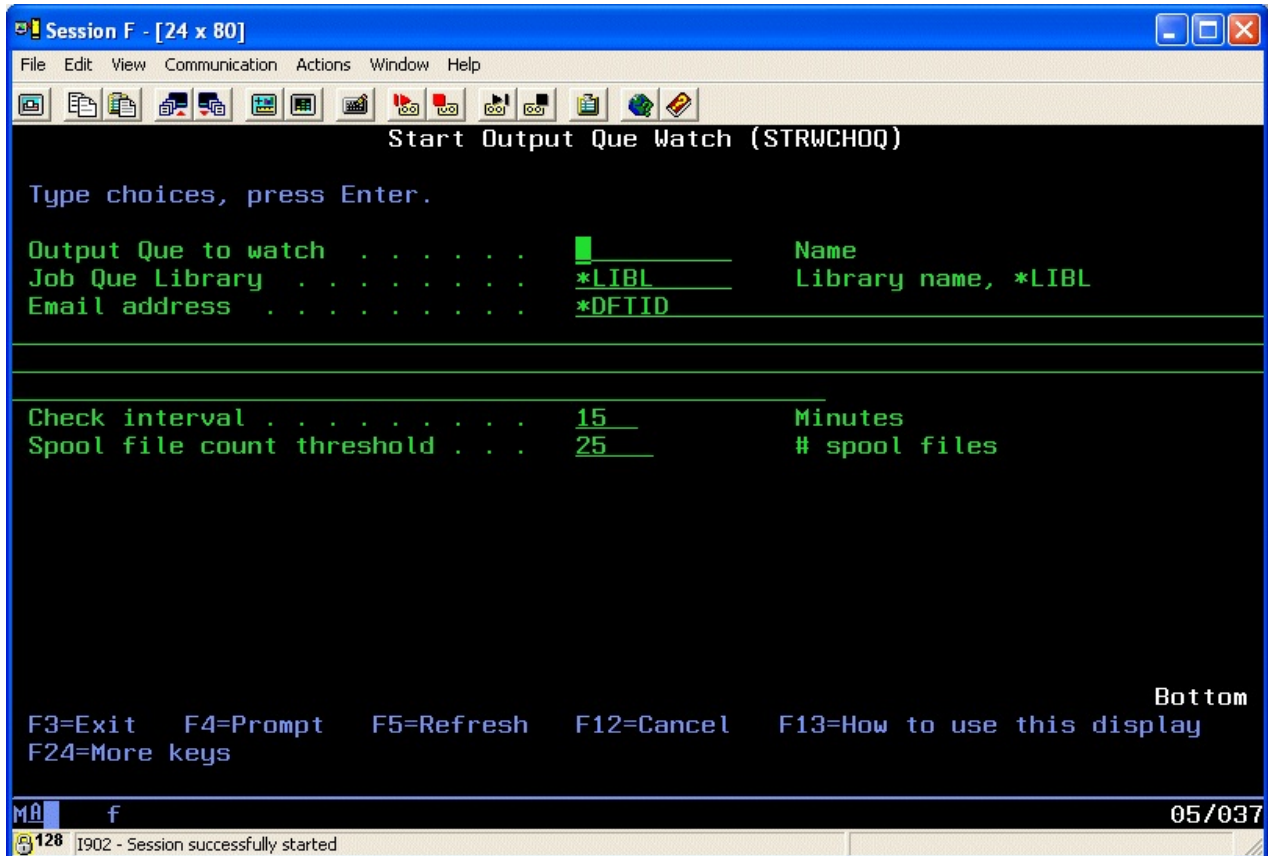 Session F - [24 x 80]
File Edit View Communication Actions Window Help
Start Output Que Watch (STRWCHOQ)
Type choices, press Enter.
Output Que to watch . . . . . . Name
Job Que Library . . . . . . . . *LIBL Library name, *LIBL
Email address . . . . . . . . . *DFTID
Check interval . . . . . . . . . 15 Minutes
Spool file count threshold . . . 25 # spool files
Bottom
F3=Exit F4=Prompt F5=Refresh F12=Cancel F13=How to use this display
F24=More keys
MA f 05/037
128 I902 - Session successfully started